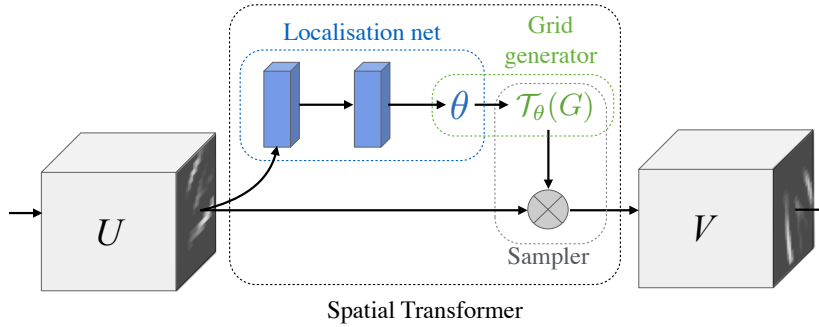 Localisation net
Grid
generator
θ
𝒯θ(G)
U
V
Sampler
Spatial Transformer